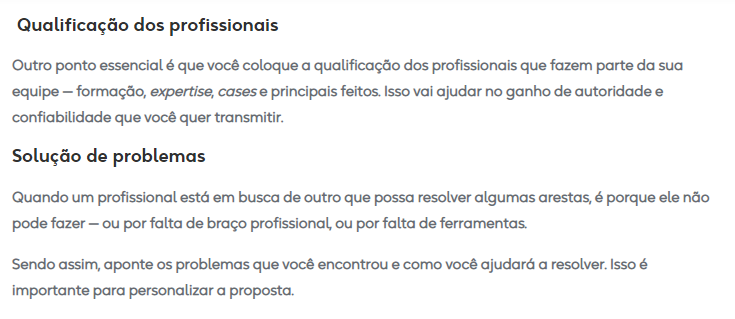 Qualificação dos profissionais
Outro ponto essencial é que você coloque a qualificação dos profissionais que fazem parte da sua
equipe — formação, expertise, cases e principais feitos. Isso vai ajudar no ganho de autoridade e
confiabilidade que você quer transmitir.
Solução de problemas
Quando um profissional está em busca de outro que possa resolver algumas arestas, é porque ele não
pode fazer — ou por falta de braço profissional, ou por falta de ferramentas.
Sendo assim, aponte os problemas que você encontrou e como você ajudará a resolver. Isso é
importante para personalizar a proposta.